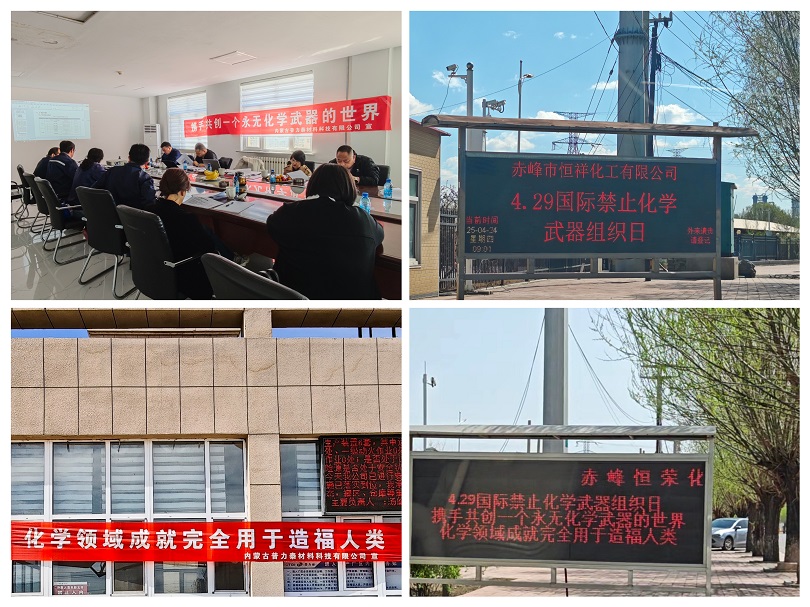 携手共创一个永无化学武器的世界
内蒙古普力泰材料科技有限公司 宣
赤峰市恒祥化工有限公司
4.29国际禁止化学
武器组织日
当前时间
25-04-24
星期四
09:01
化学领域成就完全用于造福人类
内蒙古普力泰材料科技有限公司 宣
赤峰恒荣化
4.29国际禁止化学武器组织日
携手共创一个永无化学武器的世界
化学领域成就完全用于造福人类